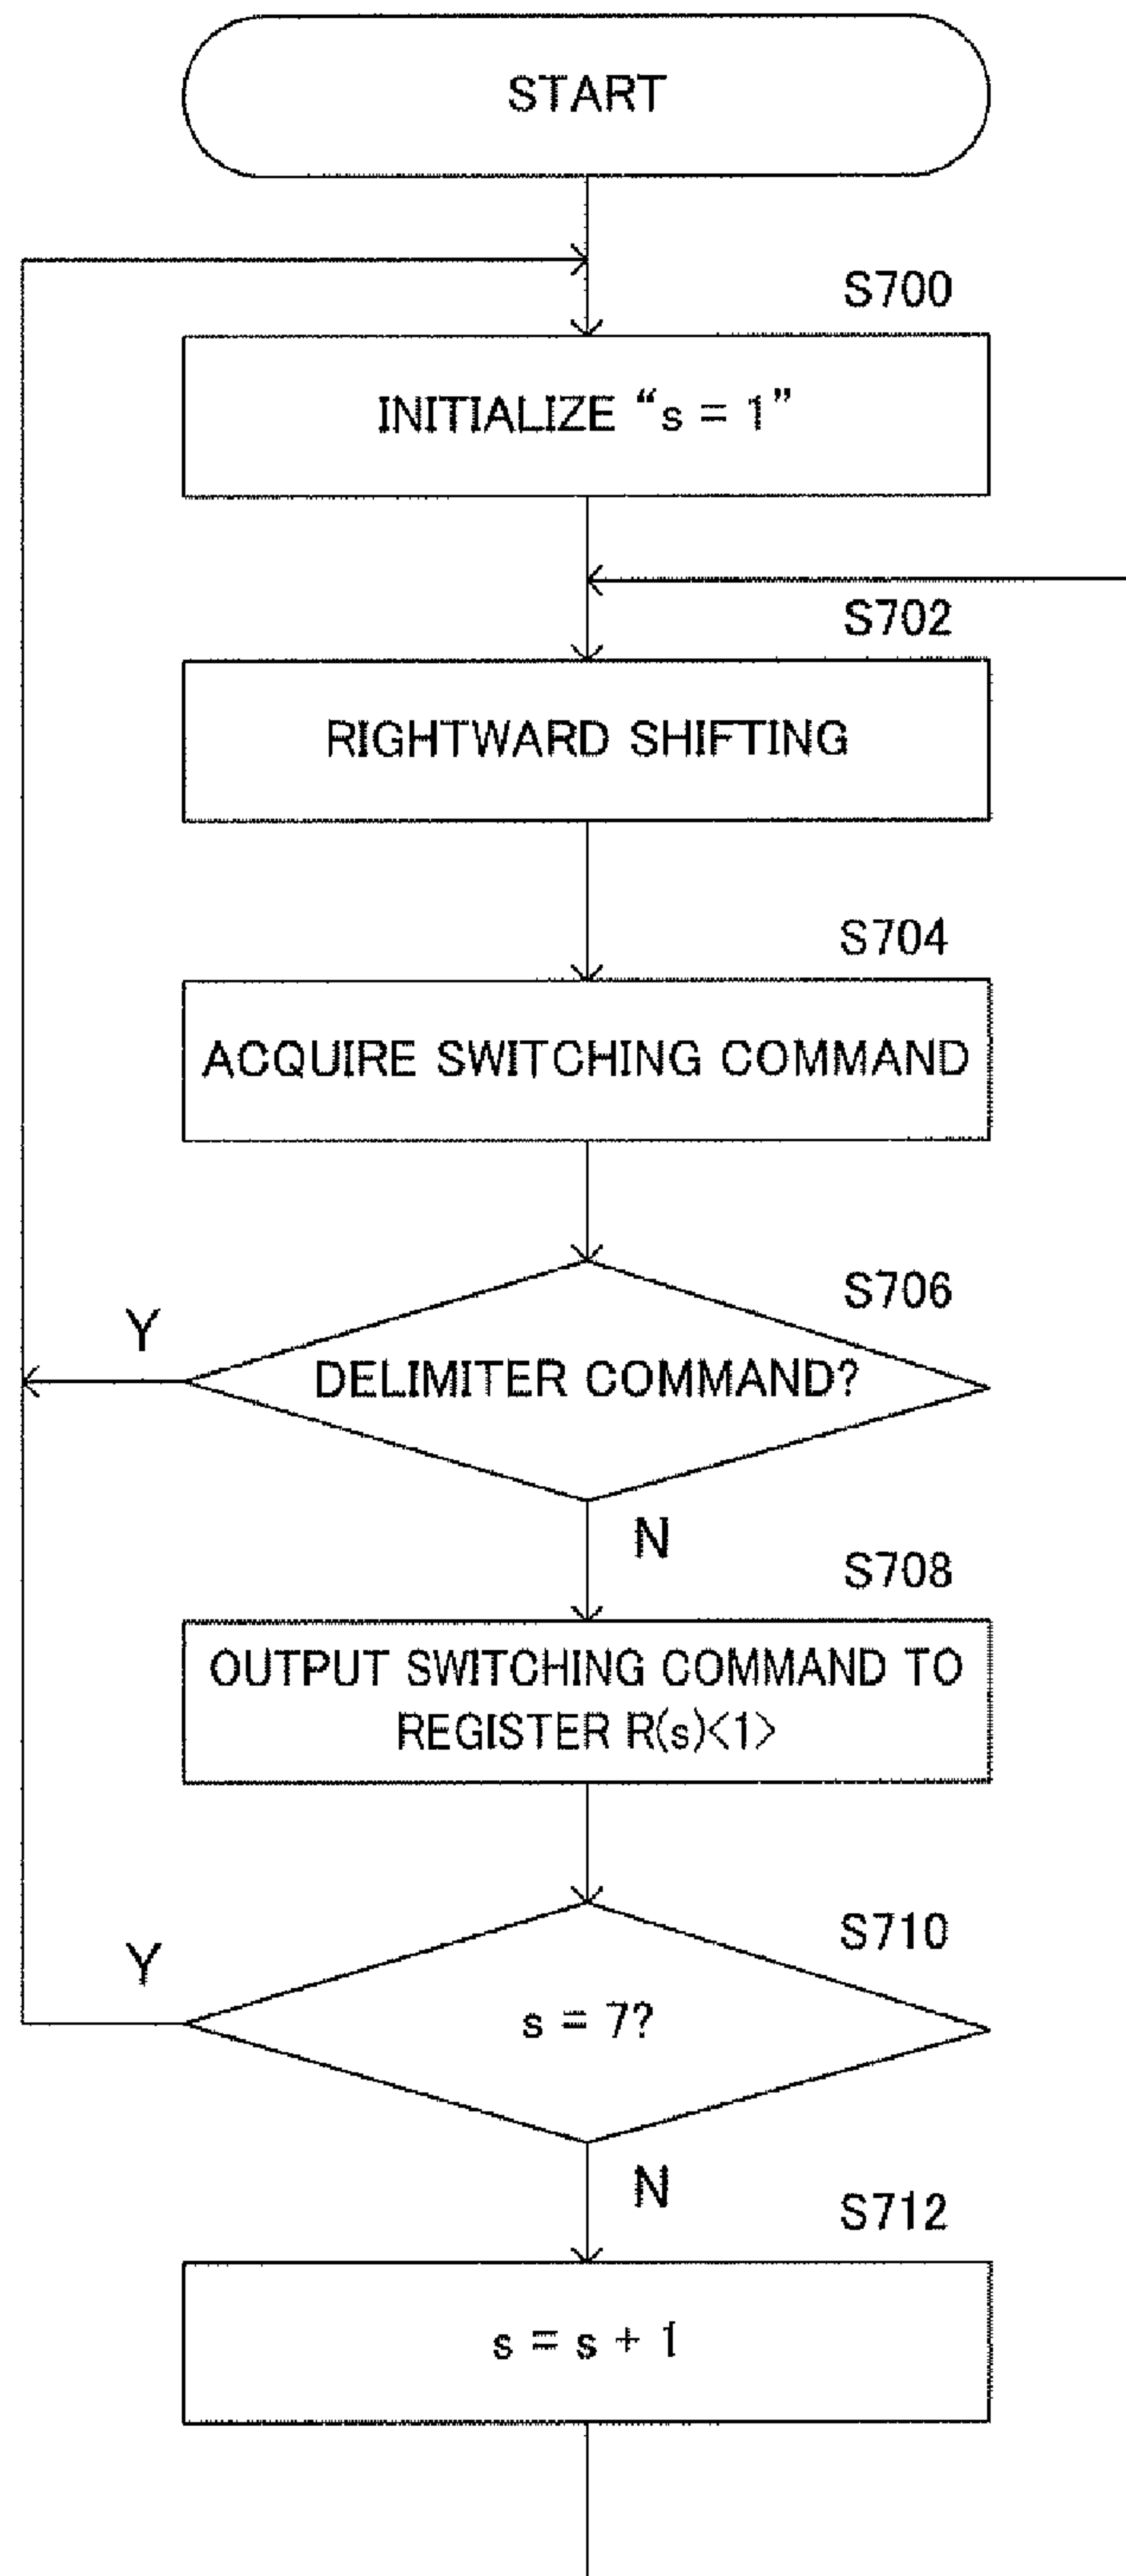 START
S700
INITIALIZE “s = 1”
S702
RIGHTWARD SHIFTING
S704
ACQUIRE SWITCHING COMMAND
S706
Y
DELIMITER COMMAND?
N
S708
OUTPUT SWITCHING COMMAND TO
REGISTER R(s)<1>
S710
Y
s = 7?
N
S712
s = s + 1